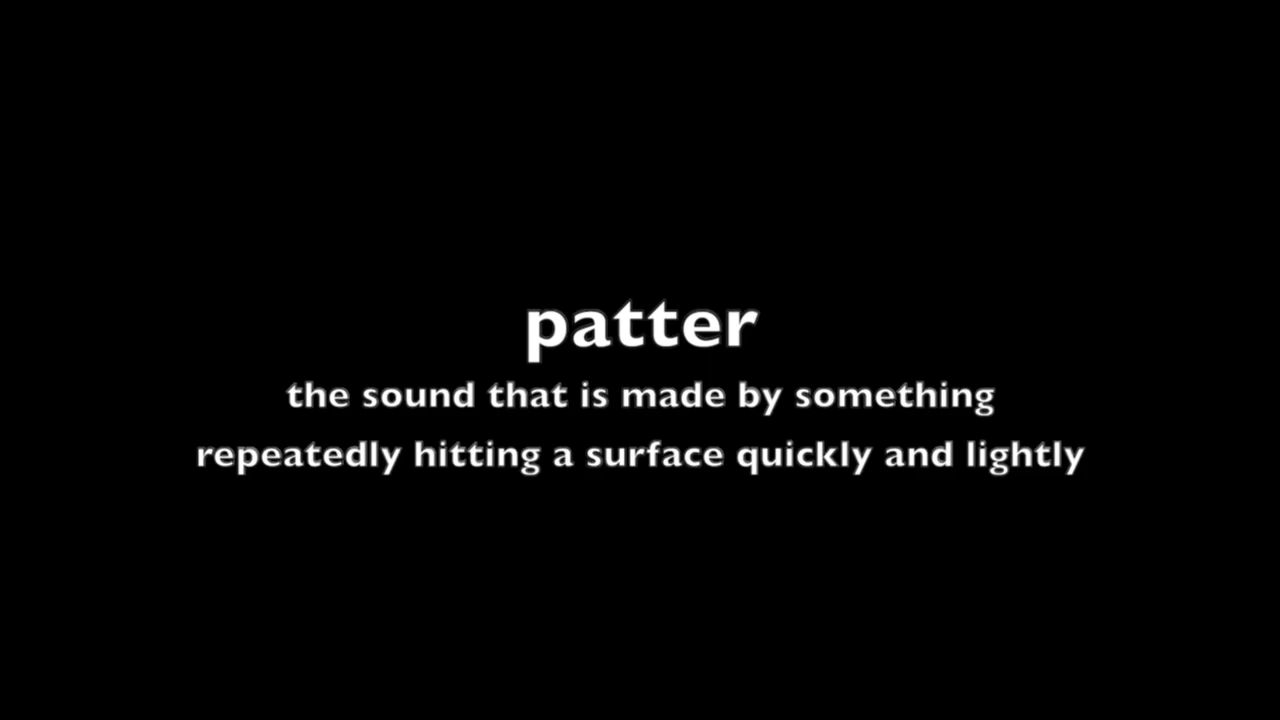 patter
the sound that is made by something
repeatedly hitting a surface quickly and lightly